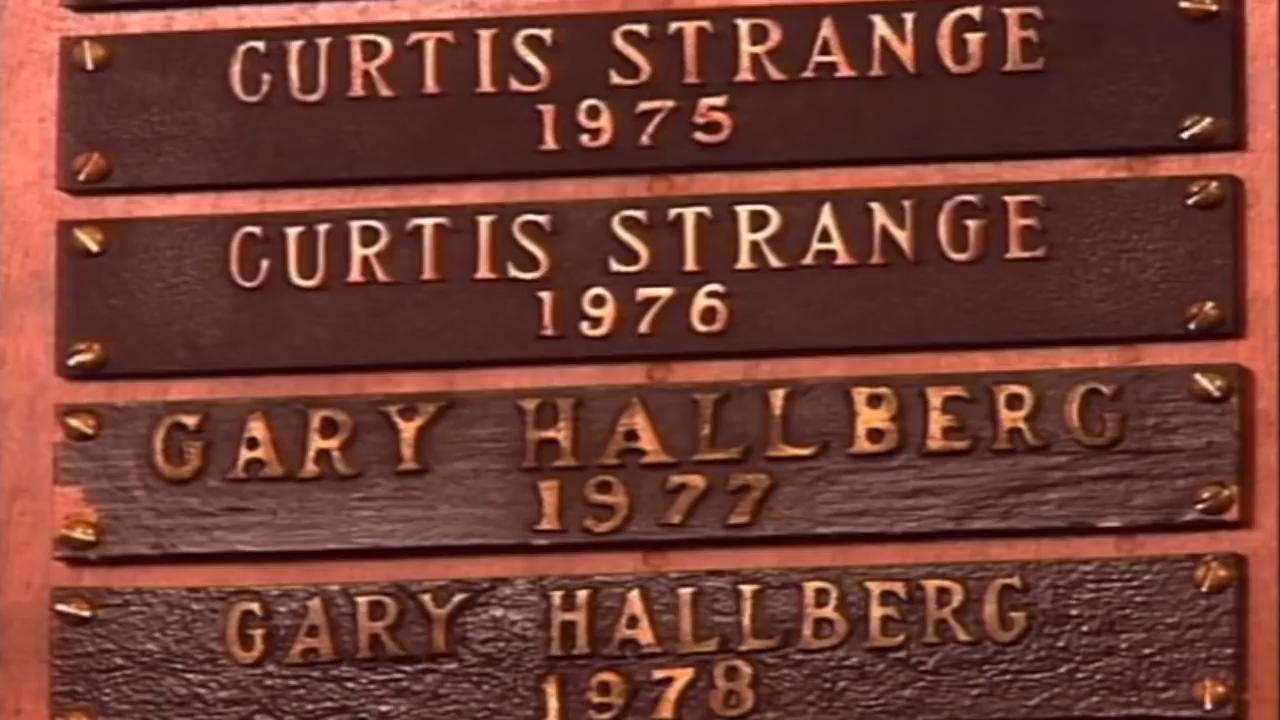 CURTIS STRANGE
1975
CURTIS STRANGE
1976
GARY HALLBERG
1977
GARY HALLBERG
1978